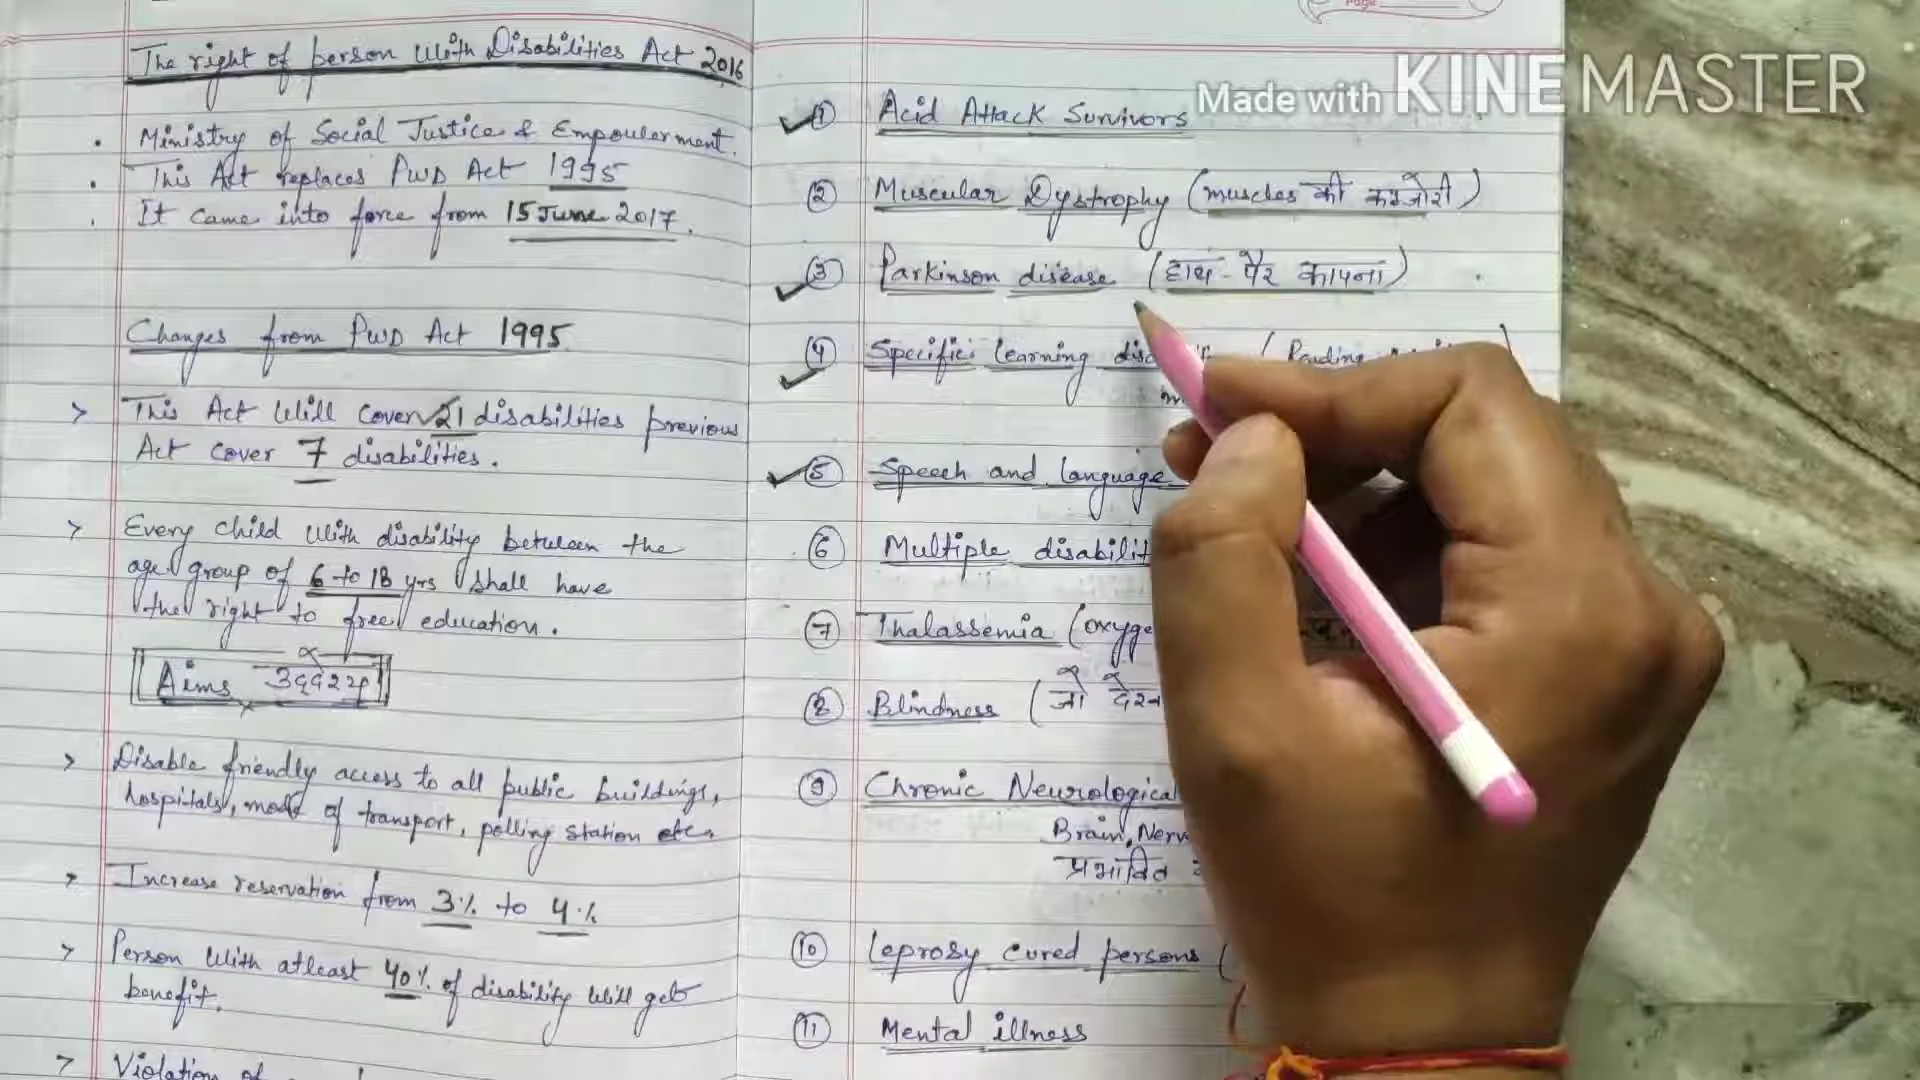 The right of person With Disabilities Act 2016
. Ministry of Social Justice & Empowerment.
. This Act replaces PWD Act 1995
. It came into force from 15 June 2017.
Changes from PWD Act 1995
> This Act will cover 21 disabilities previous
Act cover 7 disabilities.
> Every child with disability between the
age group of 6 to 18 yrs shall have
the right to free education.
Aims उद्देश्य
> Disable friendly access to all public buildings,
hospitals, mode of transport, polling station etc.
> Increase reservation from 3% to 4%
> Person with atleast 40% of disability will get
benefit.
> Violation of
Page
Made with KINEMASTER
① Acid Attack Survivors
② Muscular Dystrophy (muscles की कमजोरी)
③ Parkinson disease (हाथ-पैर कापना)
④ Specific learning (Reading
⑤ Speech and language
⑥ Multiple
⑦ Thalassemia
⑧ Blindness (जो
⑨ Chronic Neurological
Brain,
प्रभावित
⑩ Leprosy cured persons (
⑪ Mental illness